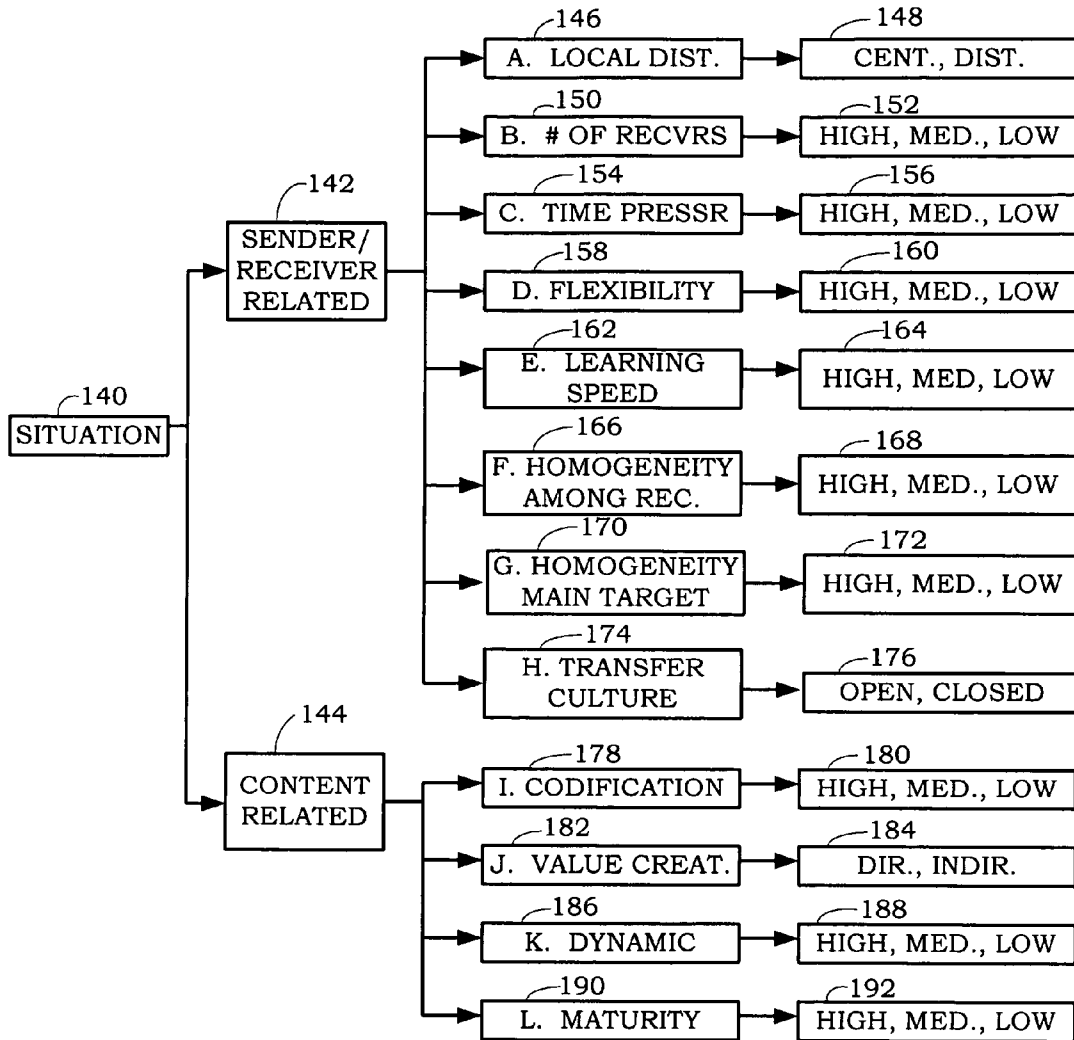 146
148
A. LOCAL DIST.
CENT., DIST.
150
152
B. # OF RECVRS
HIGH, MED., LOW
154
156
C. TIME PRESSR
HIGH, MED., LOW
142
SENDER/
RECEIVER
RELATED
158
160
D. FLEXIBILITY
HIGH, MED., LOW
162
164
E. LEARNING
SPEED
HIGH, MED, LOW
140
SITUATION
166
168
F. HOMOGENEITY
AMONG REC.
HIGH, MED., LOW
170
172
G. HOMOGENEITY
MAIN TARGET
HIGH, MED., LOW
174
176
H. TRANSFER
CULTURE
OPEN, CLOSED
144
CONTENT
RELATED
178
180
I. CODIFICATION
HIGH, MED., LOW
182
184
J. VALUE CREAT.
DIR., INDIR.
186
188
K. DYNAMIC
HIGH, MED., LOW
190
192
L. MATURITY
HIGH, MED., LOW